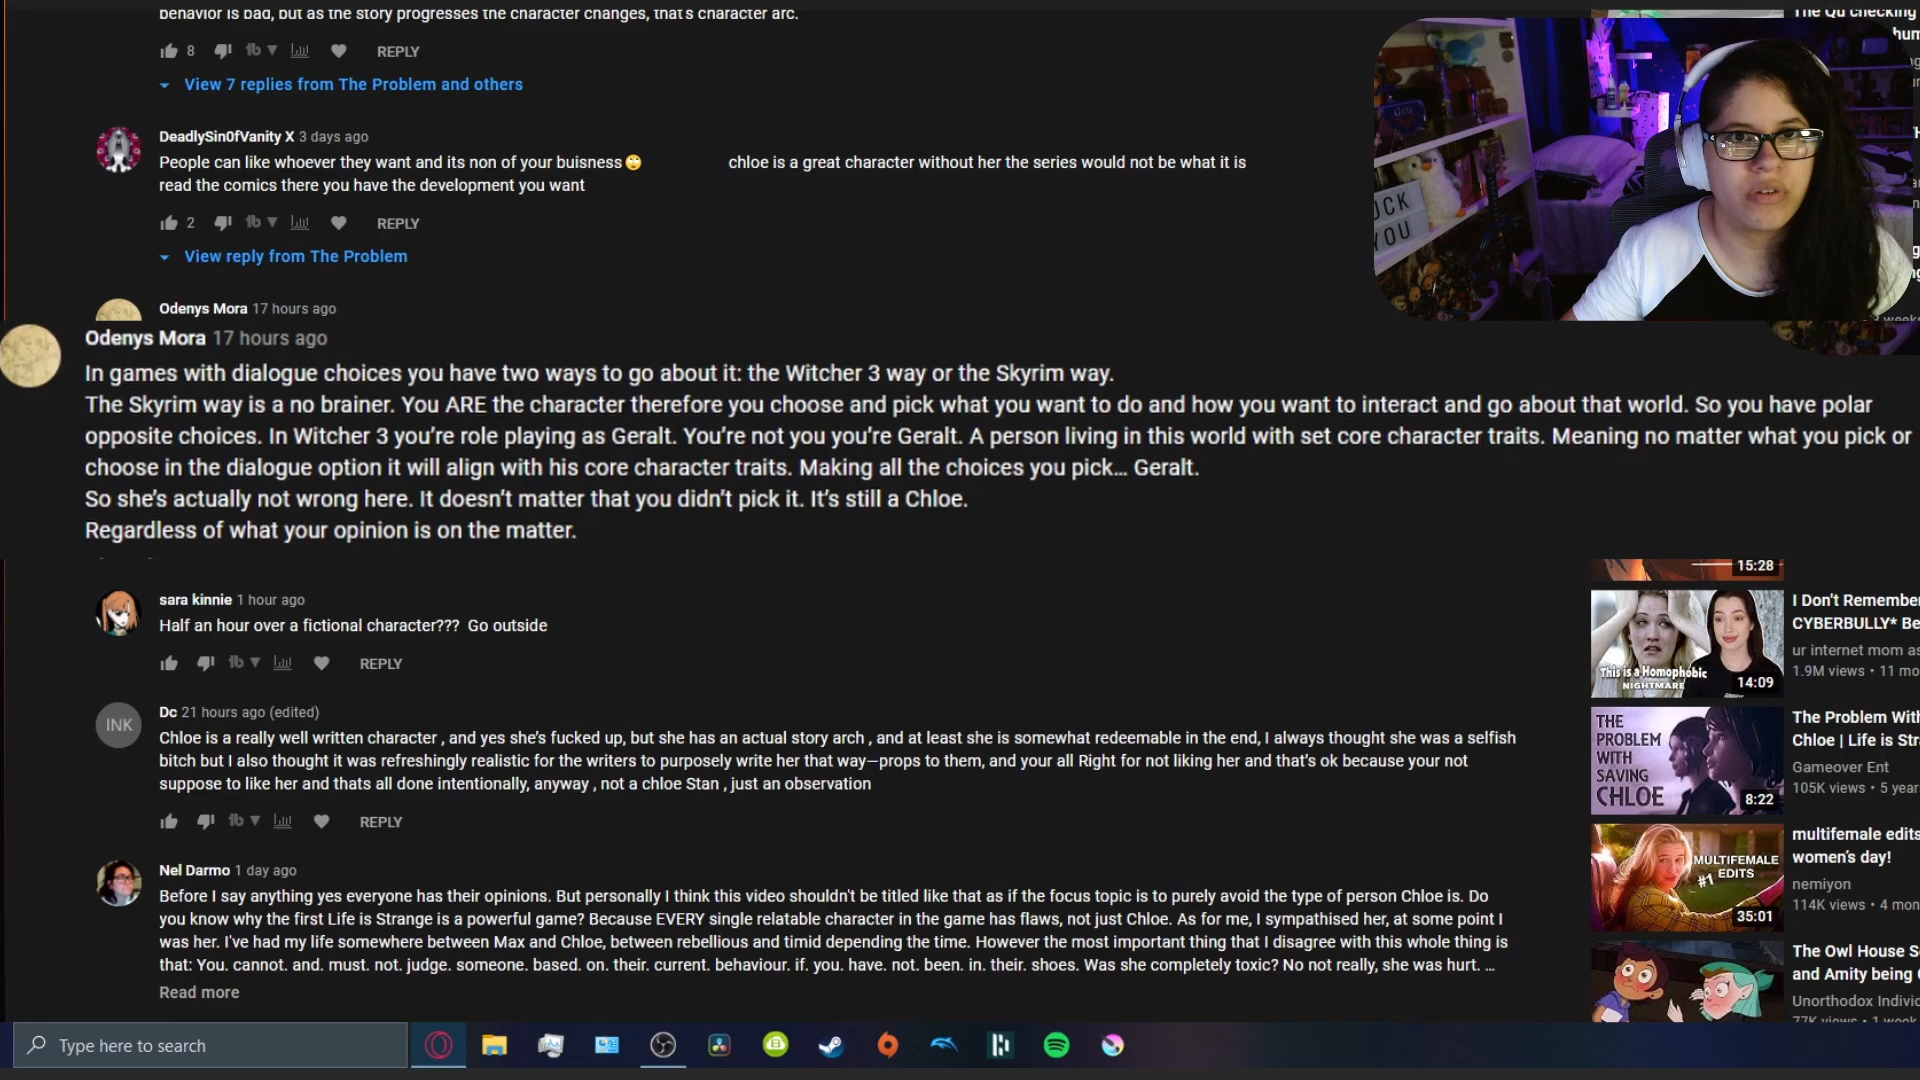 behavior is bad, but as the story progresses the character changes, that's character arc.
8
REPLY
View 7 replies from The Problem and others
DeadlySin0fVanity X 3 days ago
People can like whoever they want and its non of your buisness chloe is a great character without her the series would not be what it is
read the comics there you have the development you want
2
REPLY
View reply from The Problem
Odenys Mora 17 hours ago
Odenys Mora 17 hours ago
In games with dialogue choices you have two ways to go about it: the Witcher 3 way or the Skyrim way.
The Skyrim way is a no brainer. You ARE the character therefore you choose and pick what you want to do and how you want to interact and go about that world. So you have polar
opposite choices. In Witcher 3 you're role playing as Geralt. You're not you you're Geralt. A person living in this world with set core character traits. Meaning no matter what you pick or
choose in the dialogue option it will align with his core character traits. Making all the choices you pick... Geralt.
So she's actually not wrong here. It doesn't matter that you didn't pick it. It's still a Chloe.
Regardless of what your opinion is on the matter.
sara kinnie 1 hour ago
Half an hour over a fictional character??? Go outside
REPLY
INK
Dc 21 hours ago (edited)
Chloe is a really well written character , and yes she's fucked up, but she has an actual story arch , and at least she is somewhat redeemable in the end, I always thought she was a selfish
bitch but I also thought it was refreshingly realistic for the writers to purposely write her that way—props to them, and your all Right for not liking her and that's ok because your not
suppose to like her and thats all done intentionally, anyway , not a chloe Stan , just an observation
REPLY
Nel Darmo 1 day ago
Before I say anything yes everyone has their opinions. But personally I think this video shouldn't be titled like that as if the focus topic is to purely avoid the type of person Chloe is. Do
you know why the first Life is Strange is a powerful game? Because EVERY single relatable character in the game has flaws, not just Chloe. As for me, I sympathised her, at some point I
was her. I've had my life somewhere between Max and Chloe, between rebellious and timid depending the time. However the most important thing that I disagree with this whole thing is
that: You. cannot. and. must. not. judge. someone. based. on. their. current. behaviour. if. you. have. not. been. in. their. shoes. Was she completely toxic? No not really, she was hurt. ...
Read more
The Qu checking
hum
OCK
YOU
15:28
This is a Homophobic
NIGHTMARE
14:09
I Don't Remember
CYBERBULLY* Be
ur internet mom as
1.9M views • 11 mo
THE
PROBLEM
WITH
SAVING
CHLOE
8:22
The Problem With
Chloe | Life is Str
Gameover Ent
105K views • 5 year
MULTIFEMALE
#1 EDITS
35:01
multifemale edits
women's day!
nemiyon
114K views • 4 mon
The Owl House S
and Amity being
Unorthodox Indivi
77K views • 1 week
Type here to search